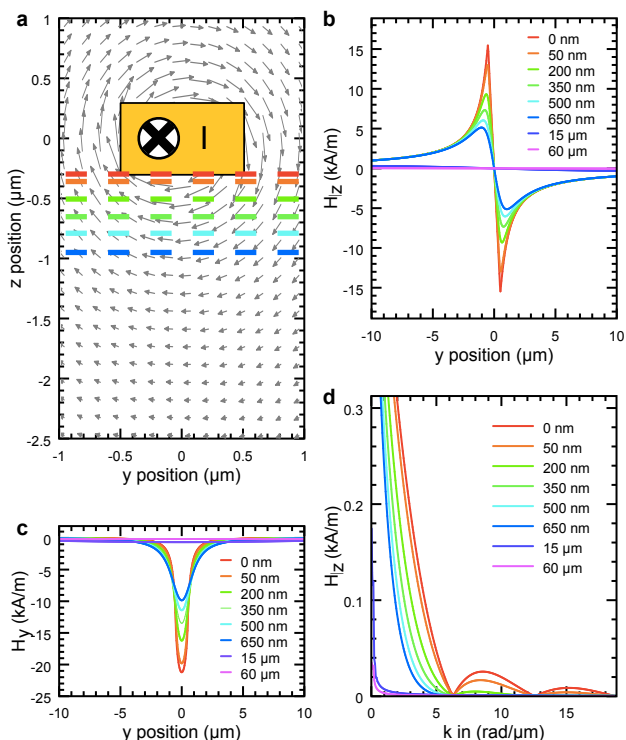 a
z position (µm)
1
0.5
0
-0.5
-1
-1.5
-2
-2.5
I
-1 -0.5 0 0.5 1
y position (µm)
b
H|z (kA/m)
15
10
5
0
-5
-10
-15
0 nm
50 nm
200 nm
350 nm
500 nm
650 nm
15 µm
60 µm
-10 -5 0 5 10
y position (µm)
c
Hy (kA/m)
0
-5
-10
-15
-20
-25
0 nm
50 nm
200 nm
350 nm
500 nm
650 nm
15 µm
60 µm
-10 -5 0 5 10
y position (µm)
d
H|z (kA/m)
0.3
0.2
0.1
0
0 nm
50 nm
200 nm
350 nm
500 nm
650 nm
15 µm
60 µm
0 5 10 15
k in (rad/µm)